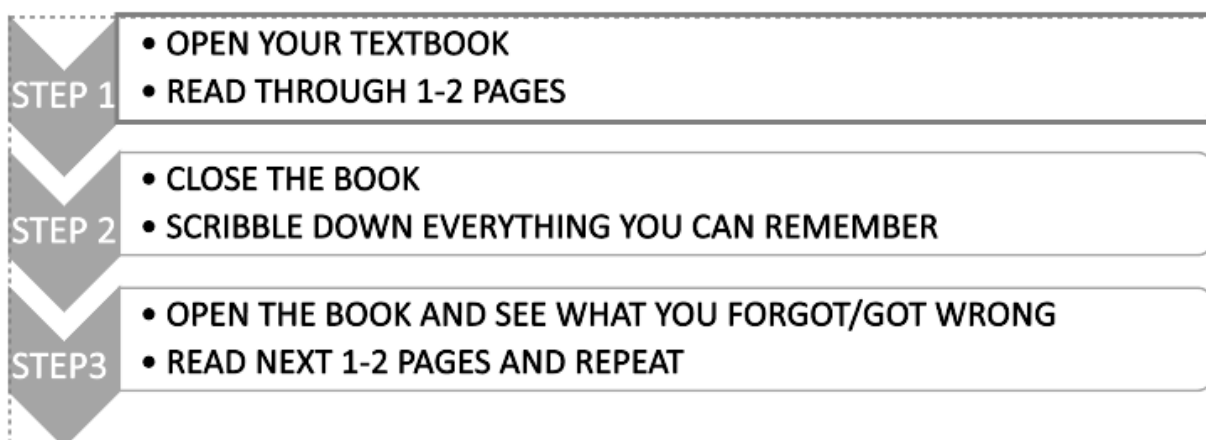 STEP 1
• OPEN YOUR TEXTBOOK
• READ THROUGH 1-2 PAGES
STEP 2
• CLOSE THE BOOK
• SCRIBBLE DOWN EVERYTHING YOU CAN REMEMBER
STEP3
• OPEN THE BOOK AND SEE WHAT YOU FORGOT/GOT WRONG
• READ NEXT 1-2 PAGES AND REPEAT